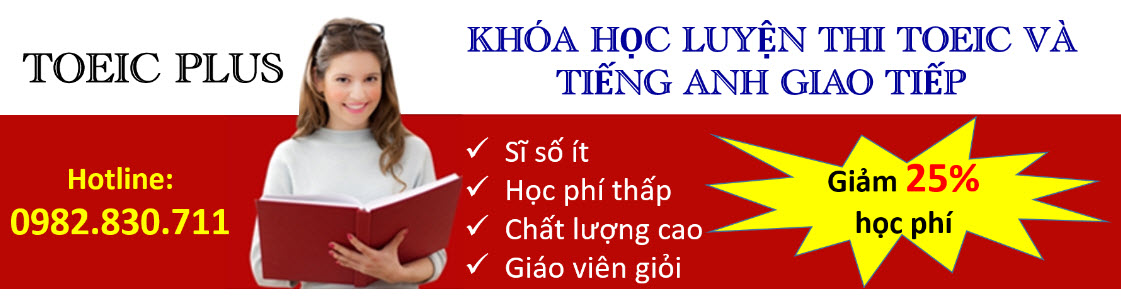 TOEIC PLUS
KHÓA HỌC LUYỆN THI TOEIC VÀ
TIẾNG ANH GIAO TIẾP
Hotline:
0982.830.711
✓ Sĩ số ít
✓ Học phí thấp
✓ Chất lượng cao
✓ Giáo viên giỏi
Giảm 25%
học phí